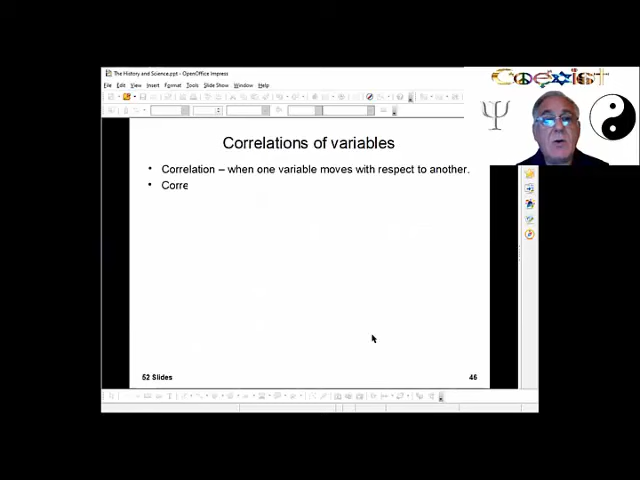 The History and Science.ppt - OpenOffice Impress
File Edit View Insert Format Tools Slide Show Window Help
Coexist
Ψ
Correlations of variables
• Correlation – when one variable moves with respect to another.
• Corre
52 Slides
46